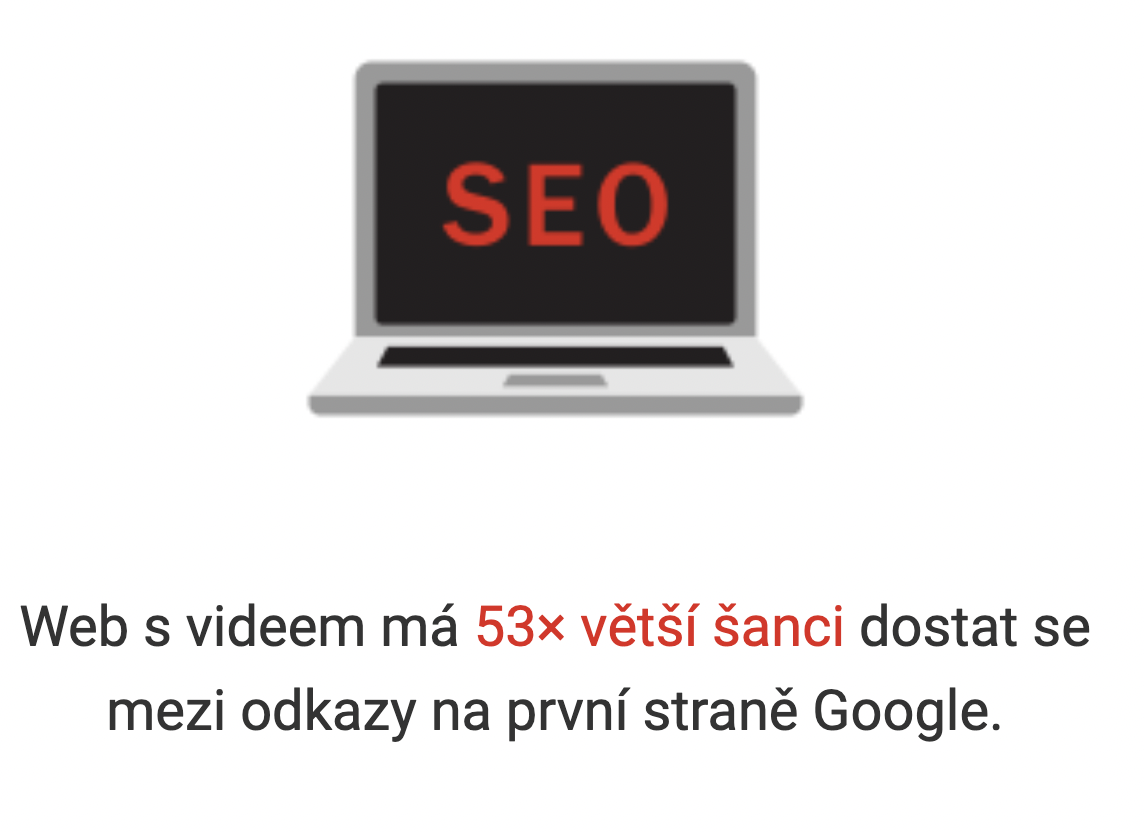 SEO
Web s videem má 53× větší šanci dostat se
mezi odkazy na první straně Google.